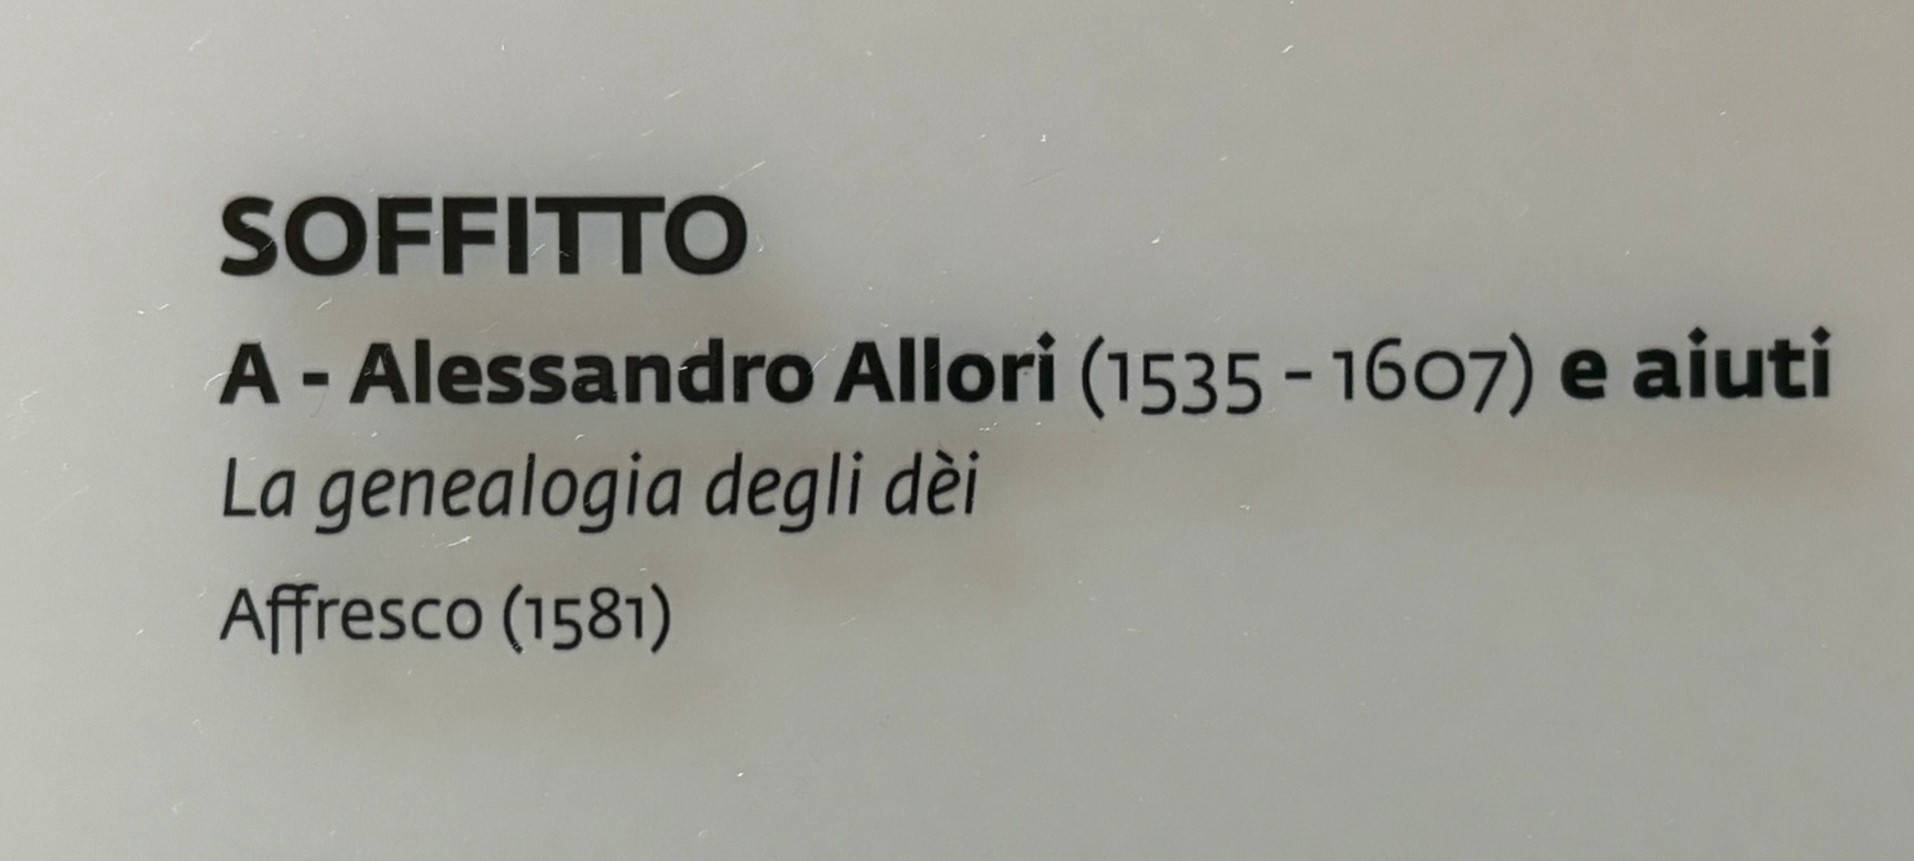 SOFFITTO
A - Alessandro Allori (1535 - 1607) e aiuti
La genealogia degli dèi
Affresco (1581)